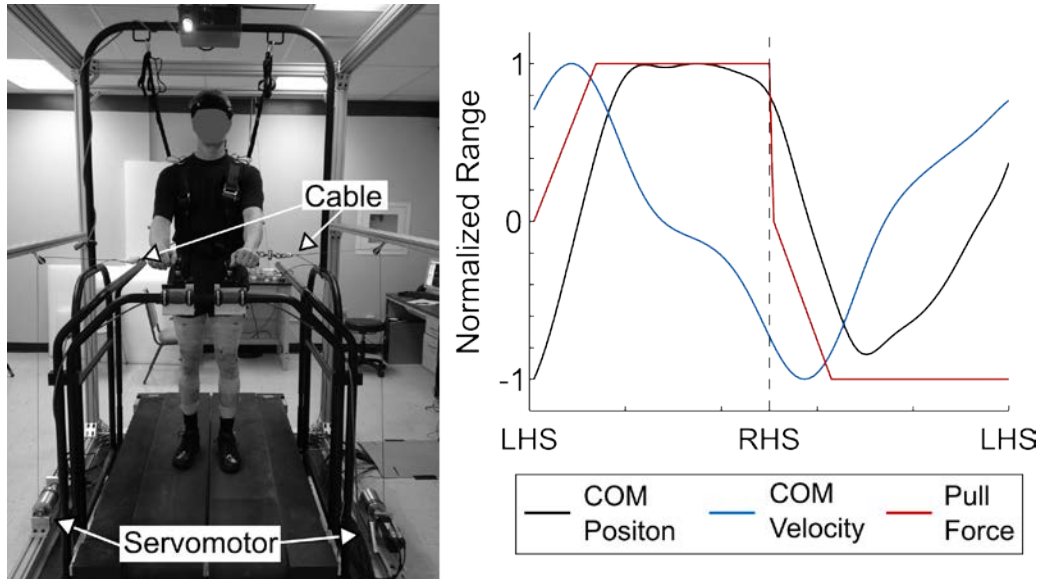 Cable
Servomotor
Normalized Range
1
0
-1
LHS
RHS
LHS
COM
Positon
COM
Velocity
Pull
Force